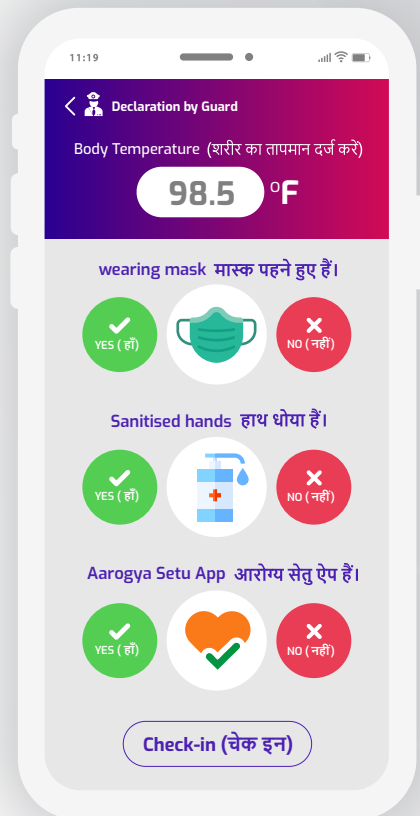 11:19
Declaration by Guard
Body Temperature (शरीर का तापमान दर्ज करें)
98.5 °F
wearing mask मास्क पहने हुए हैं।
YES ( हाँ) NO ( नहीं)
Sanitised hands हाथ धोया हैं।
YES ( हाँ) NO ( नहीं)
Aarogya Setu App आरोग्य सेतु ऐप हैं।
YES ( हाँ) NO ( नहीं)
Check-in (चेक इन)